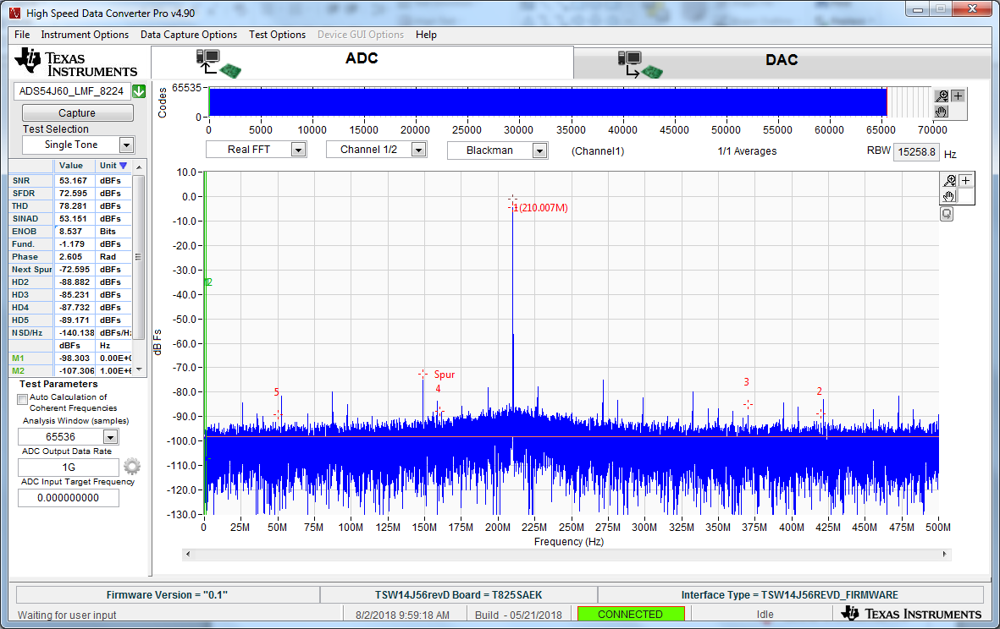 High Speed Data Converter Pro v4.90
File Instrument Options Data Capture Options Test Options Device GUI Options Help
TEXAS INSTRUMENTS
ADC
DAC
ADS54J60_LMF_8224
Capture
Test Selection
Single Tone
Value Unit
SNR 53.167 dBFs
SFDR 72.595 dBFs
THD 78.281 dBFs
SINAD 53.151 dBFs
ENOB 8.537 Bits
Fund. -1.179 dBFs
Phase 2.605 Rad
Next Spur -72.595 dBFs
HD2 -88.882 dBFs
HD3 -85.231 dBFs
HD4 -87.732 dBFs
HD5 -89.171 dBFs
NSD/Hz -140.138 dBFs/Hz
dBFs Hz
M1 -98.303 0.00E+
M2 -107.306 1.00E+
Test Parameters
Auto Calculation of
Coherent Frequencies
Analysis Window (samples)
65536
ADC Output Data Rate
1G
ADC Input Target Frequency
0.000000000
Codes
65535
0
0 5000 10000 15000 20000 25000 30000 35000 40000 45000 50000 55000 60000 65000 70000
Real FFT Channel 1/2 Blackman (Channel1) 1/1 Averages RBW 15258.8 Hz
10.0
0.0
-10.0
-20.0
-30.0
-40.0
-50.0
-60.0
-70.0
-80.0
-90.0
-100.0
-110.0
-120.0
-130.0
dB Fs
1(210.007M)
2
Spur
4
5
3
2
0 25M 50M 75M 100M 125M 150M 175M 200M 225M 250M 275M 300M 325M 350M 375M 400M 425M 450M 475M 500M
Frequency (Hz)
Firmware Version = "0.1" TSW14J56revD Board = T825SAEK Interface Type = TSW14J56REVD_FIRMWARE
Waiting for user input 8/2/2018 9:59:18 AM Build - 05/21/2018 CONNECTED Idle TEXAS INSTRUMENTS